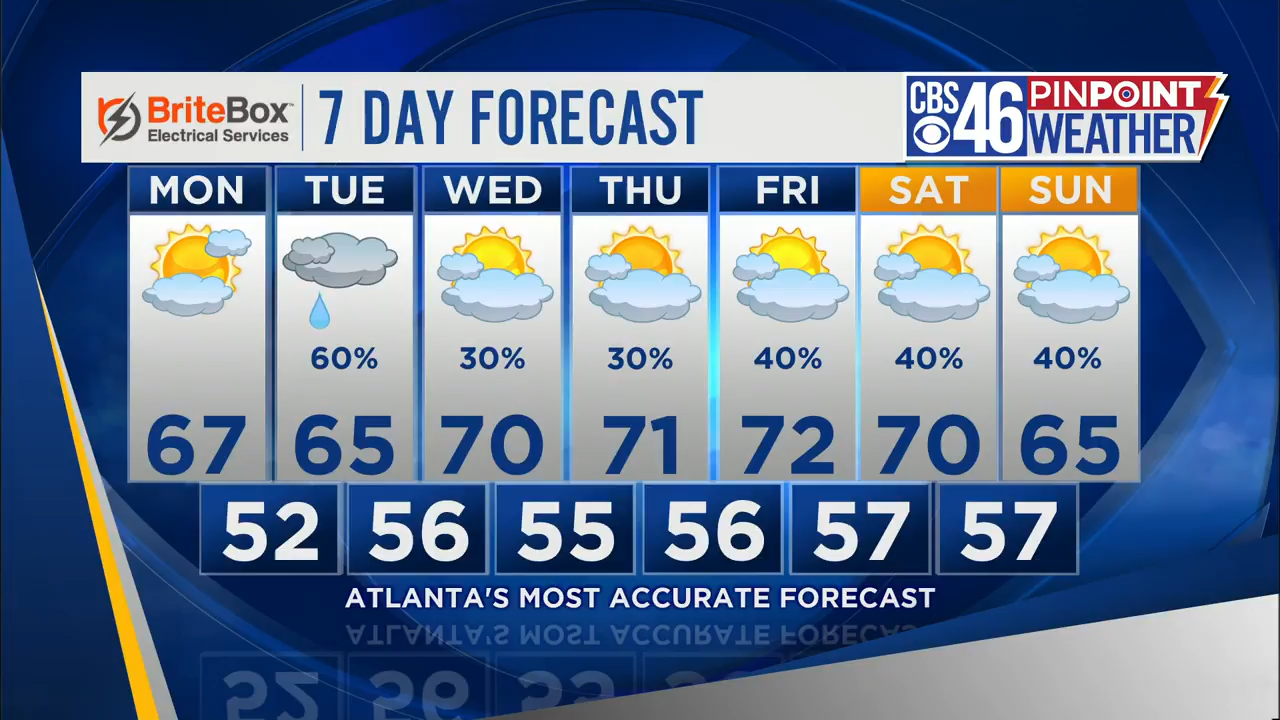 BriteBox™
Electrical Services
7 DAY FORECAST
CBS 46 PINPOINT
WEATHER
MON TUE WED THU FRI SAT SUN
60% 30% 30% 40% 40% 40%
67 65 70 71 72 70 65
52 56 55 56 57 57
ATLANTA'S MOST ACCURATE FORECAST